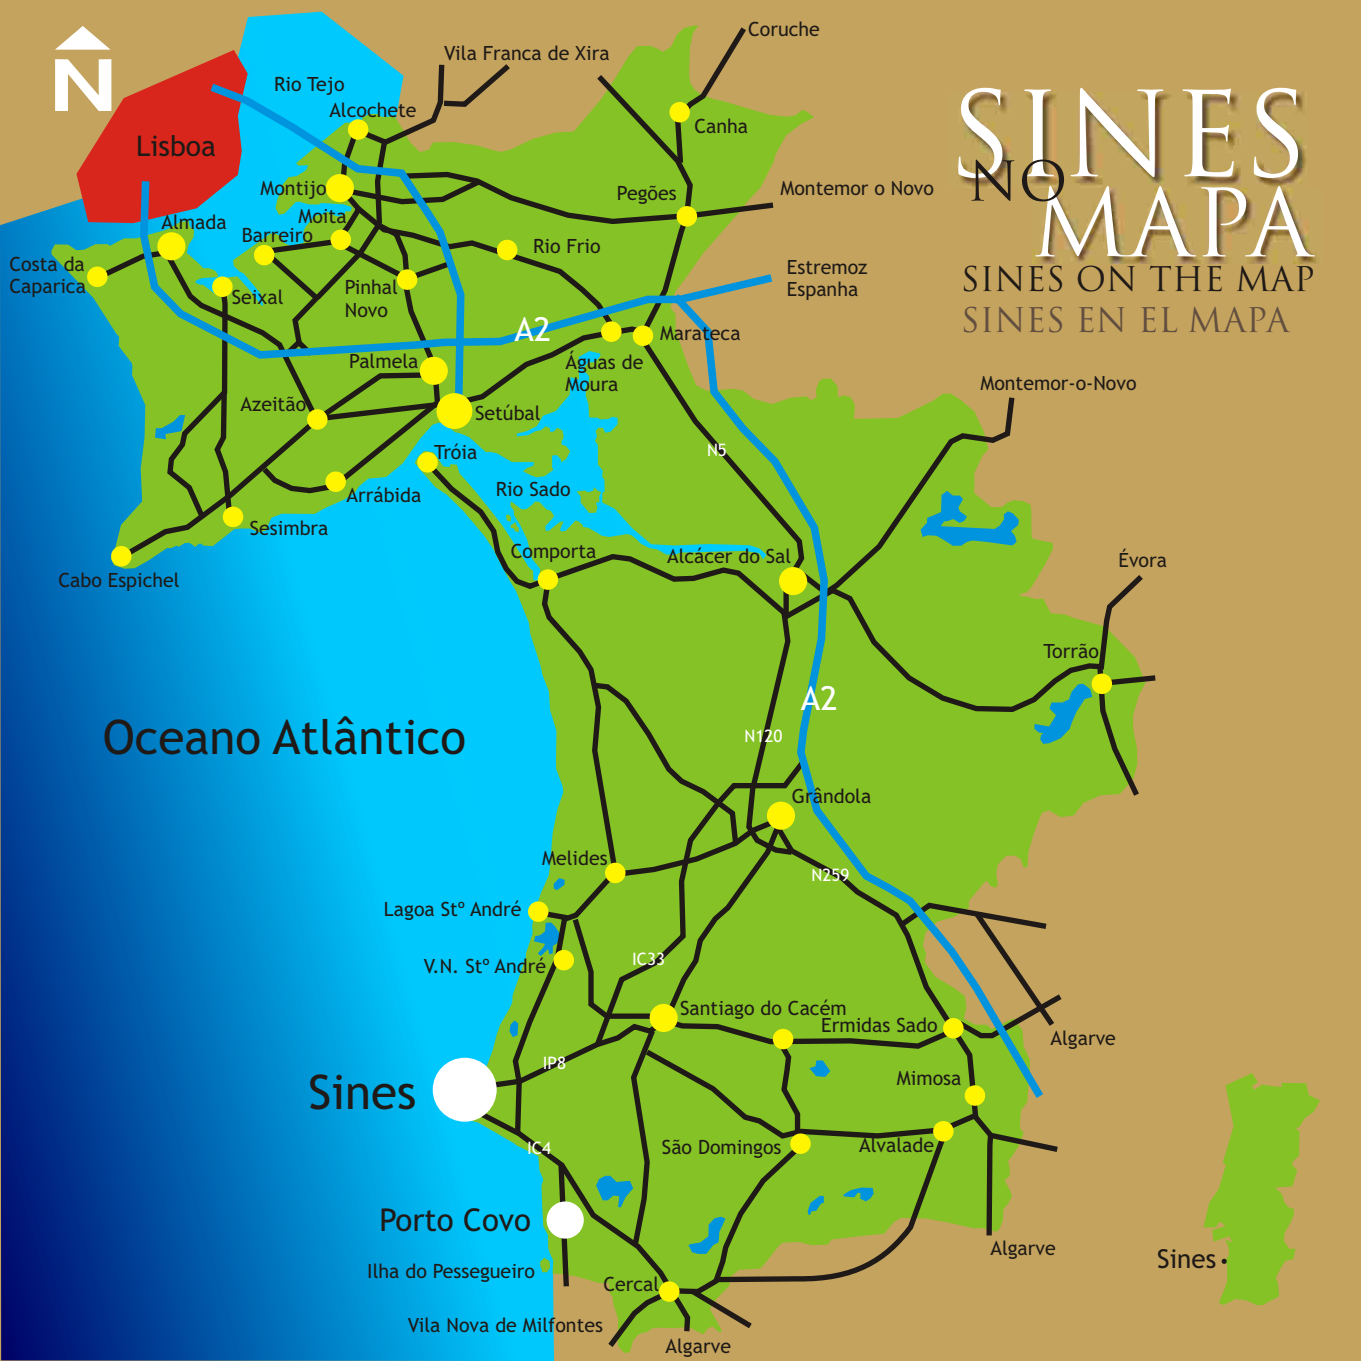 N
SINES
NO
MAPA
SINES ON THE MAP
SINES EN EL MAPA
Coruche
Vila Franca de Xira
Rio Tejo
Alcochete
Canha
Lisboa
Montijo
Pegões
Montemor o Novo
Moita
Almada
Barreiro
Rio Frio
Costa da
Caparica
Seixal
Pinhal
Novo
Estremoz
Espanha
A2
Marateca
Palmela
Águas de
Moura
Montemor-o-Novo
Azeitão
Setúbal
N5
Tróia
Rio Sado
Arrábida
Sesimbra
Comporta
Alcácer do Sal
Cabo Espichel
Évora
Torrão
A2
Oceano Atlântico
N120
Grândola
Melides
N259
Lagoa Stº André
V.N. Stº André
IC33
Santiago do Cacém
Ermidas Sado
Algarve
IP8
Sines
Mimosa
IC4
São Domingos
Alvalade
Porto Covo
Algarve
Sines
Ilha do Pessegueiro
Cercal
Vila Nova de Milfontes
Algarve